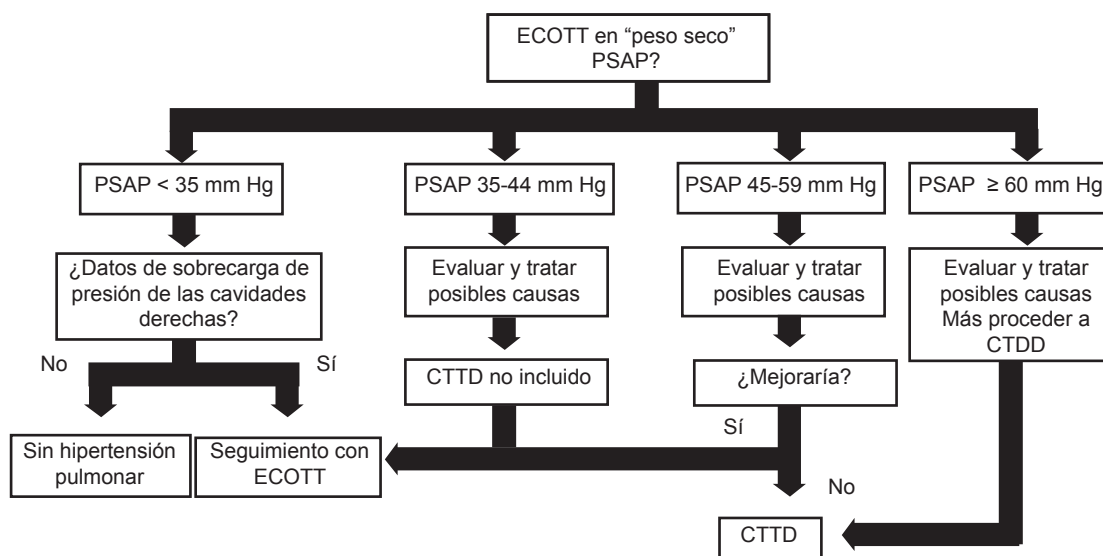 ECOTT en “peso seco”
PSAP?
PSAP < 35 mm Hg
PSAP 35-44 mm Hg
PSAP 45-59 mm Hg
PSAP ≥ 60 mm Hg
¿Datos de sobrecarga de
presión de las cavidades
derechas?
Evaluar y tratar
posibles causas
Evaluar y tratar
posibles causas
Evaluar y tratar
posibles causas
Más proceder a
CTDD
No
Sí
CTTD no incluido
¿Mejoraría?
Sí
No
Sin hipertensión
pulmonar
Seguimiento con
ECOTT
CTTD